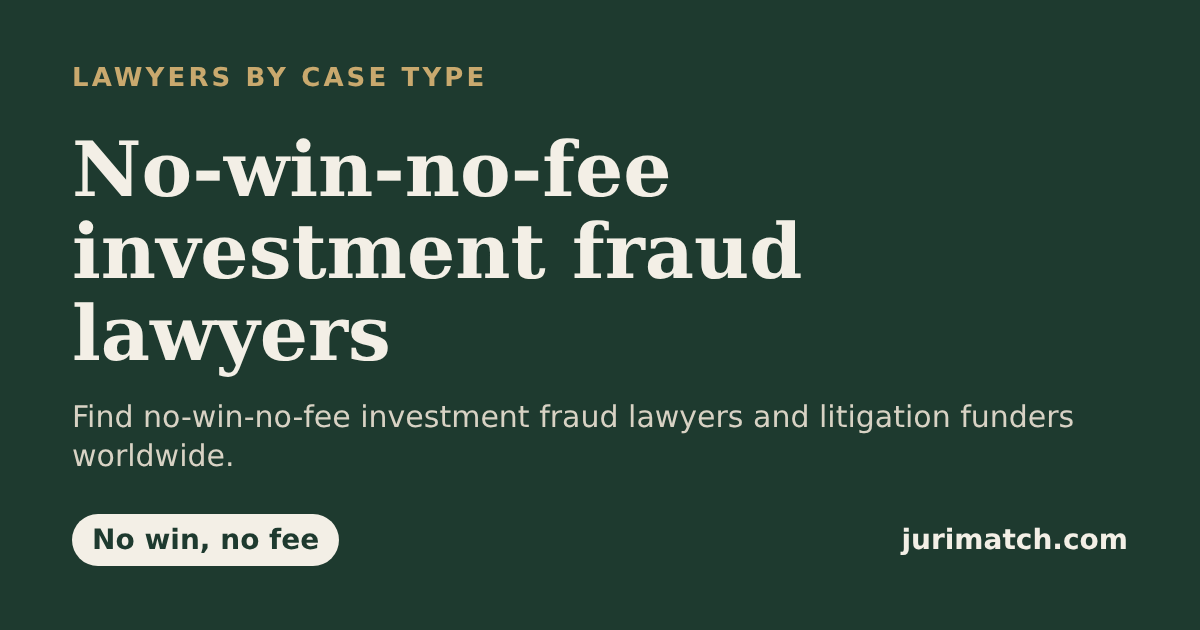 LAWYERS BY CASE TYPE
No-win-no-fee
investment fraud
lawyers
Find no-win-no-fee investment fraud lawyers and litigation funders
worldwide.
No win, no fee
jurimatch.com